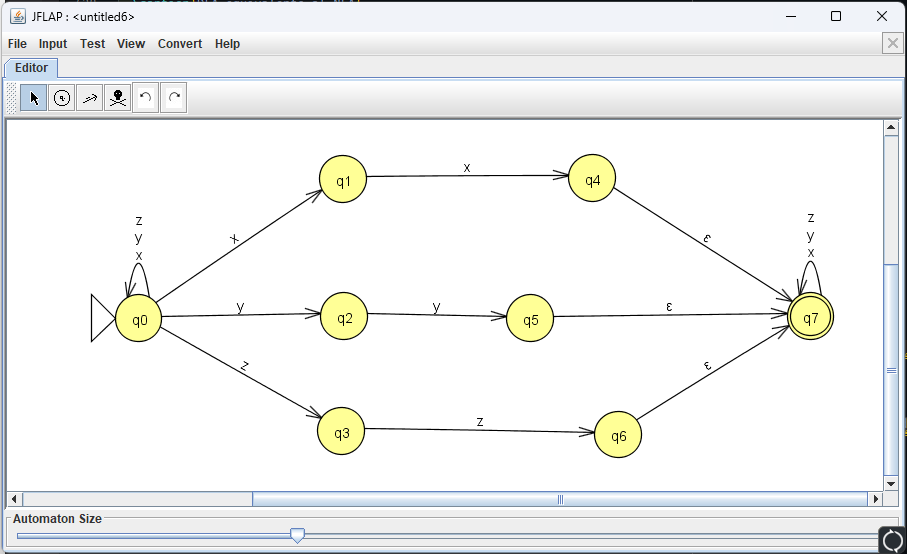 JFLAP : <untitled6>
File Input Test View Convert Help
Editor
z
y
x
q0
x
y
z
q1
q2
q3
x
y
z
q4
q5
q6
ε
ε
ε
z
y
x
q7
Automaton Size